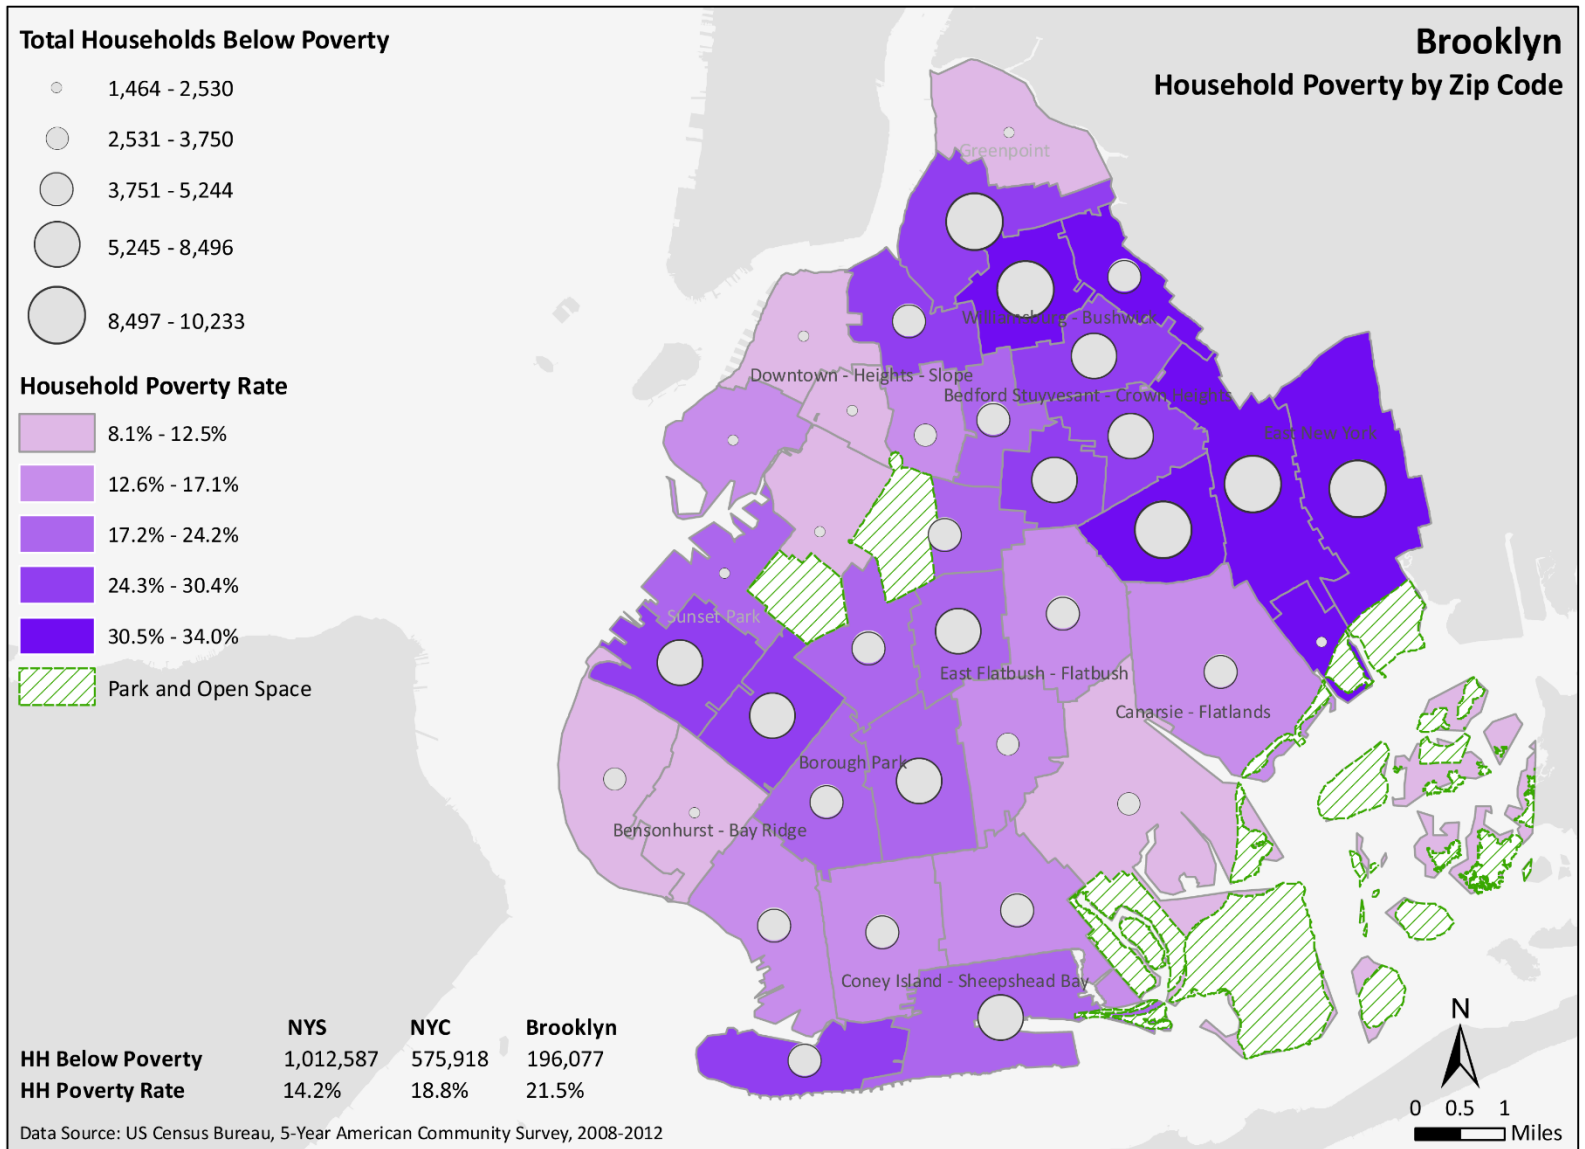 Brooklyn
Household Poverty by Zip Code
Total Households Below Poverty
1,464 - 2,530
2,531 - 3,750
3,751 - 5,244
5,245 - 8,496
8,497 - 10,233
Household Poverty Rate
8.1% - 12.5%
12.6% - 17.1%
17.2% - 24.2%
24.3% - 30.4%
30.5% - 34.0%
Park and Open Space
Greenpoint
Williamsburg - Bushwick
Downtown - Heights - Slope
Bedford Stuyvesant - Crown Heights
East New York
Sunset Park
East Flatbush - Flatbush
Canarsie - Flatlands
Borough Park
Bensonhurst - Bay Ridge
Coney Island - Sheepshead Bay
NYS NYC Brooklyn
HH Below Poverty 1,012,587 575,918 196,077
HH Poverty Rate 14.2% 18.8% 21.5%
Data Source: US Census Bureau, 5-Year American Community Survey, 2008-2012
N
0 0.5 1
Miles